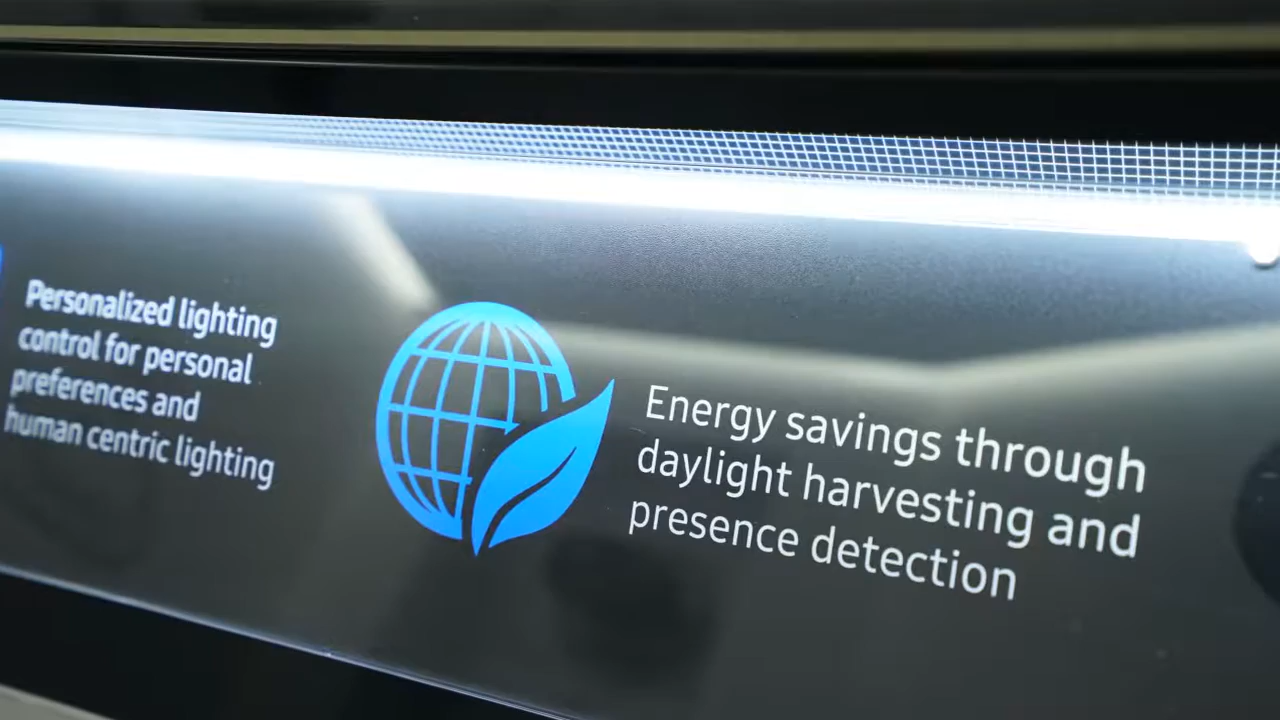 Personalized lighting
control for personal
preferences and
human centric lighting
Energy savings through
daylight harvesting and
presence detection